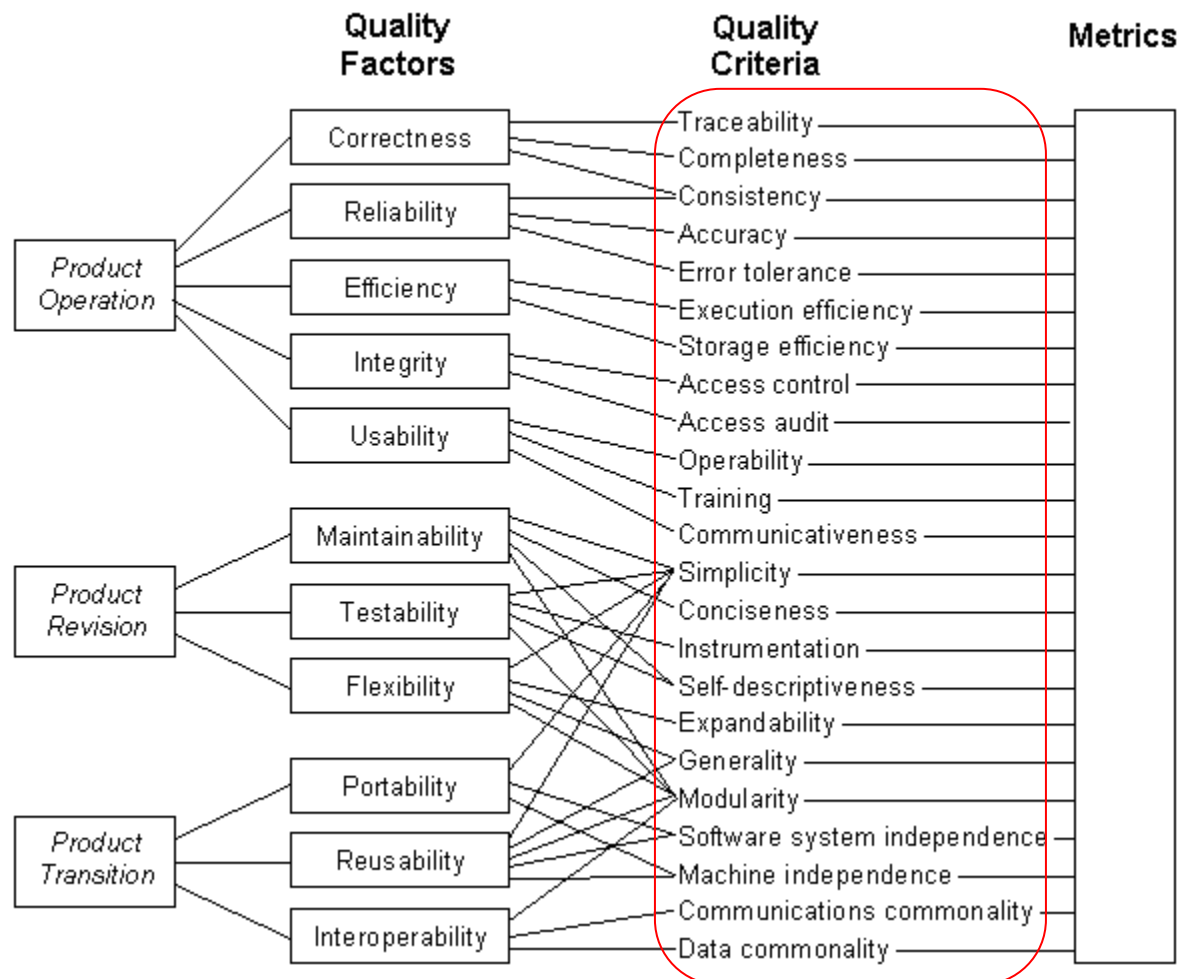 Quality
Factors
Quality
Criteria
Metrics
Product
Operation
Correctness
Reliability
Efficiency
Integrity
Usability
Product
Revision
Maintainability
Testability
Flexibility
Product
Transition
Portability
Reusability
Interoperability
Traceability
Completeness
Consistency
Accuracy
Error tolerance
Execution efficiency
Storage efficiency
Access control
Access audit
Operability
Training
Communicativeness
Simplicity
Conciseness
Instrumentation
Self-descriptiveness
Expandability
Generality
Modularity
Software system independence
Machine independence
Communications commonality
Data commonality